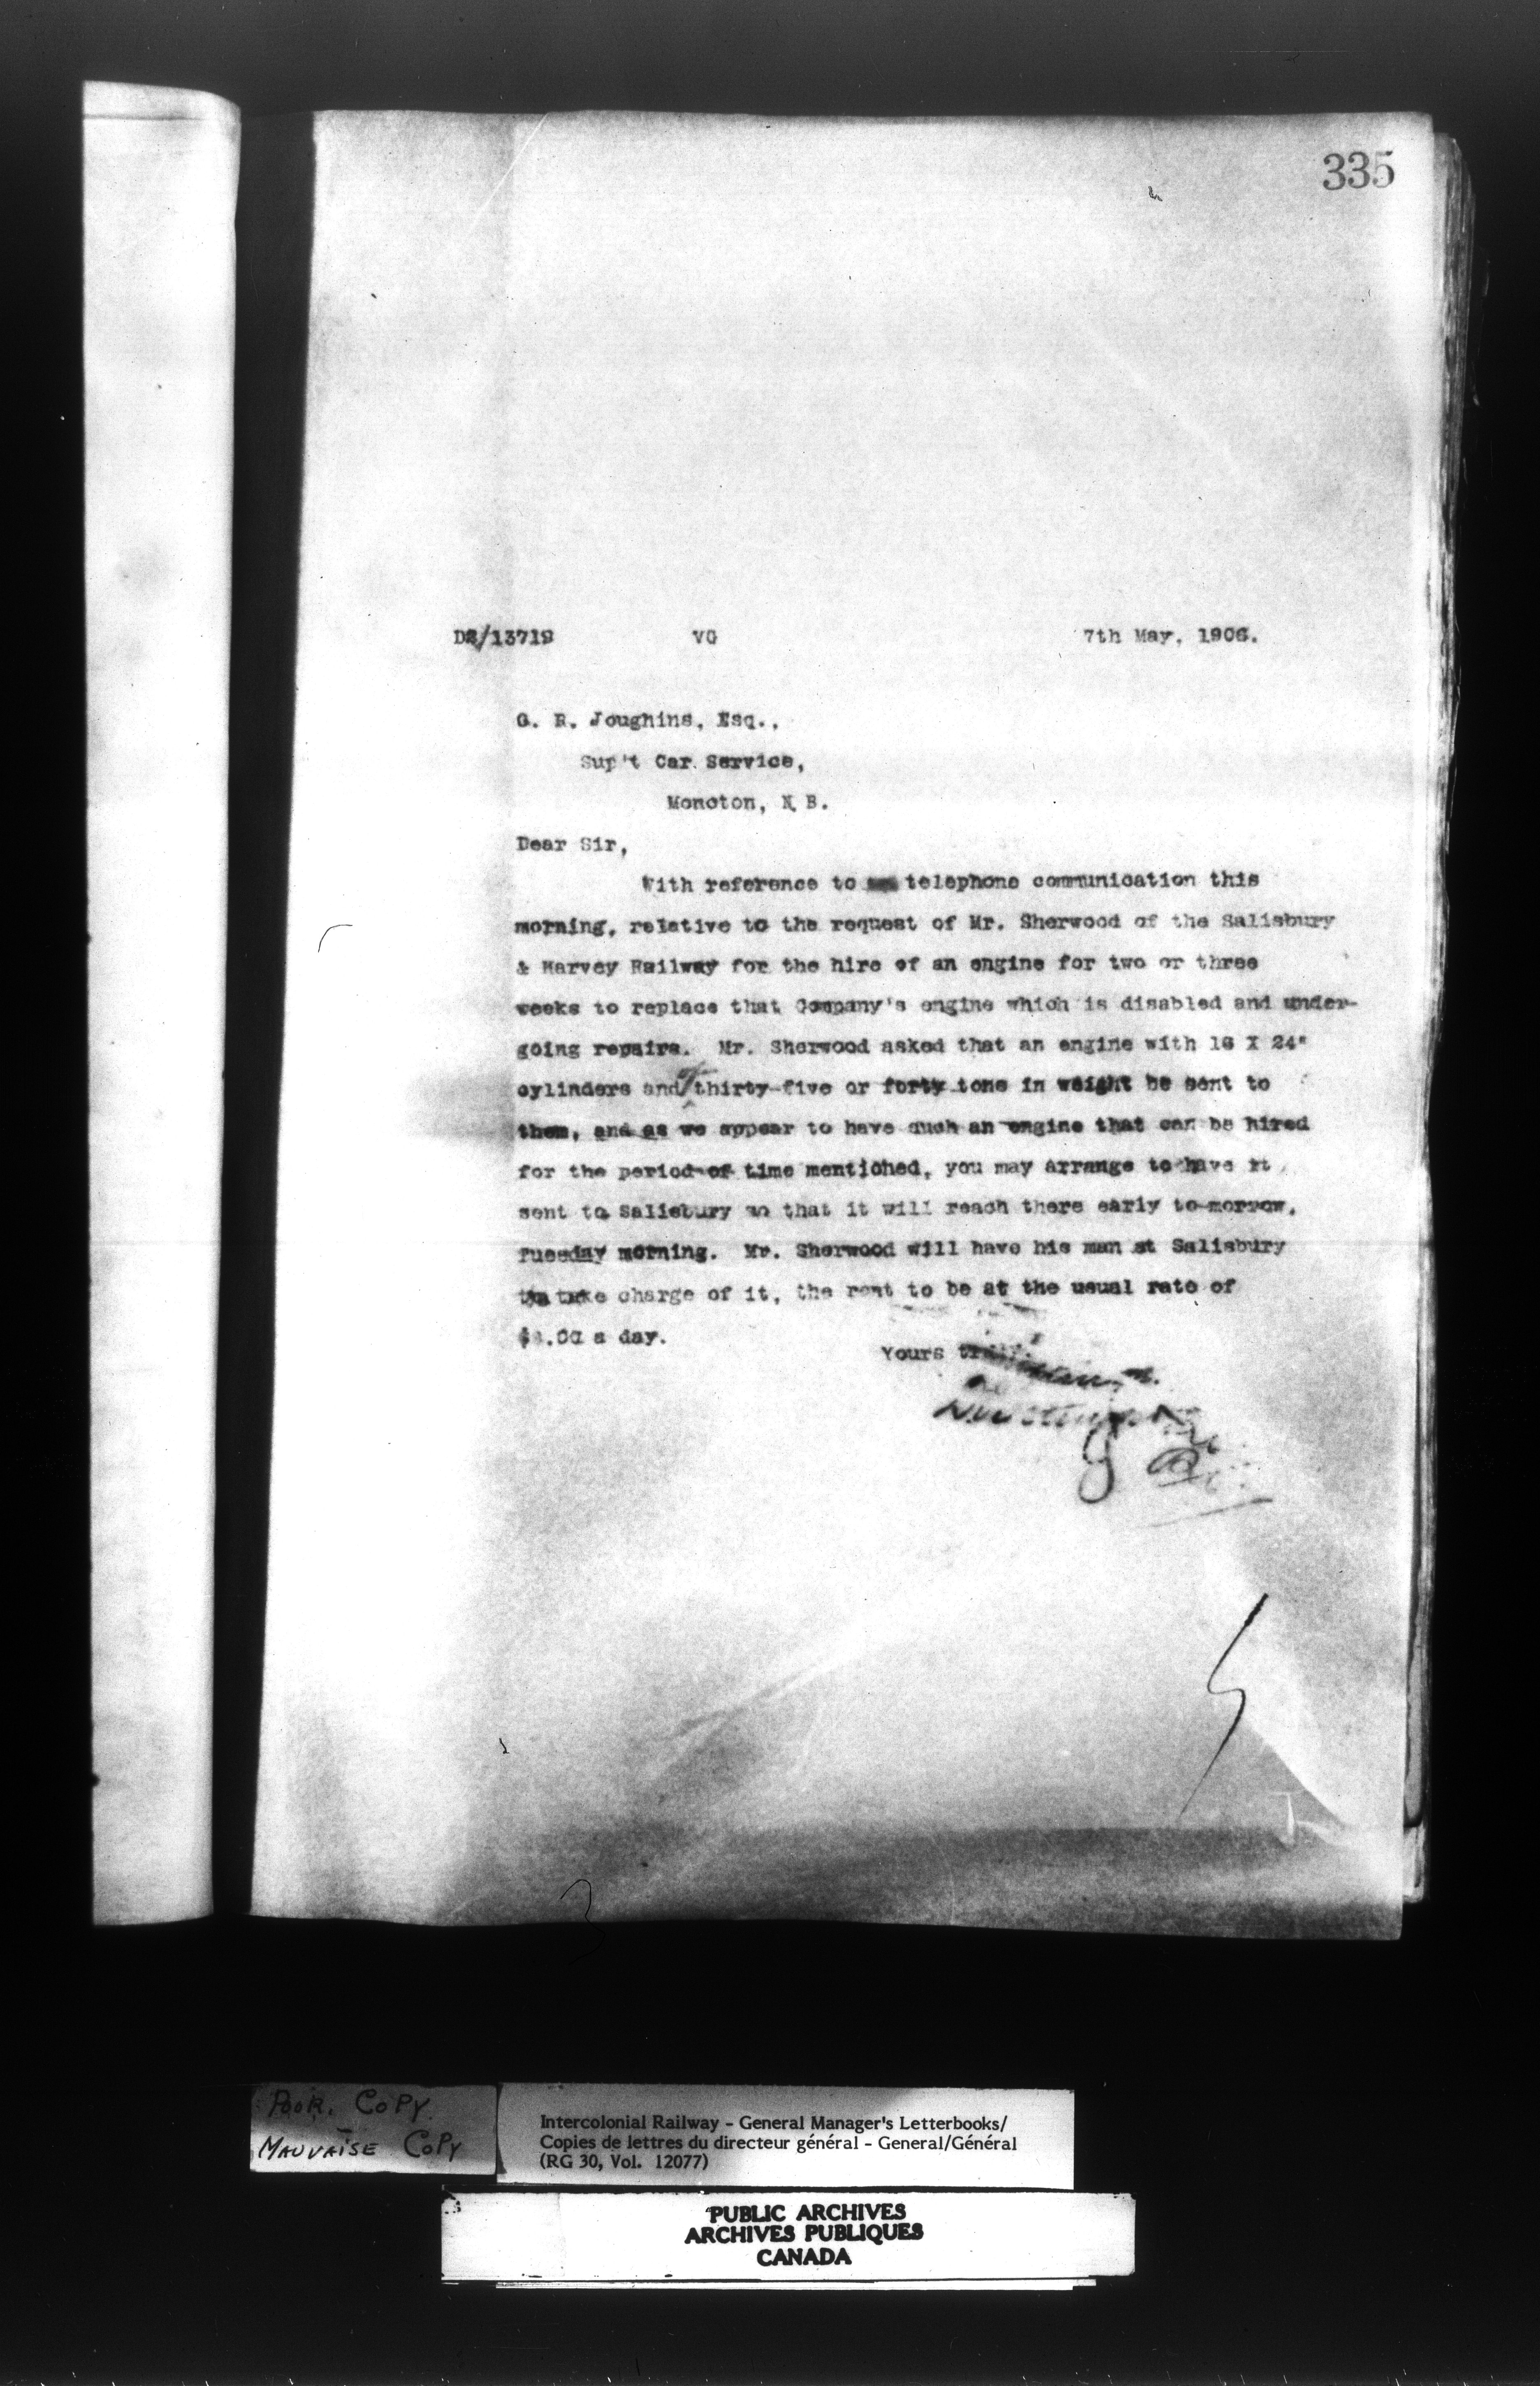 335
7th May, 1906.
VG
G. R. Joughins, Esq.,
Sup't Car Service,
Moncton, N. B.
Dear Sir,
With reference to telephone communication this
morning, relative to the request of Mr. Sherwood of the Salisbury
& Harvey Railway for the hire of an engine for two or three
weeks to replace that Company's engine which is disabled and under-
going repairs. Mr. Sherwood asked that an engine with 16 X 24"
cylinders and thirty-five or forty tons in weight be sent to
them, and as we appear to have such an engine that can be hired
for the period of time mentioned, you may arrange to have it
sent to Salisbury so that it will reach there early to-morrow,
Tuesday morning. Mr. Sherwood will have his man at Salisbury
to take charge of it, the rent to be at the usual rate of
a day.
Yours
POOR COPY
MAUVAISE COPY
Intercolonial Railway - General Manager's Letterbooks/
Copies de lettres du directeur général - General/Général
(RG 30, Vol. 12077)
PUBLIC ARCHIVES
ARCHIVES PUBLIQUES
CANADA